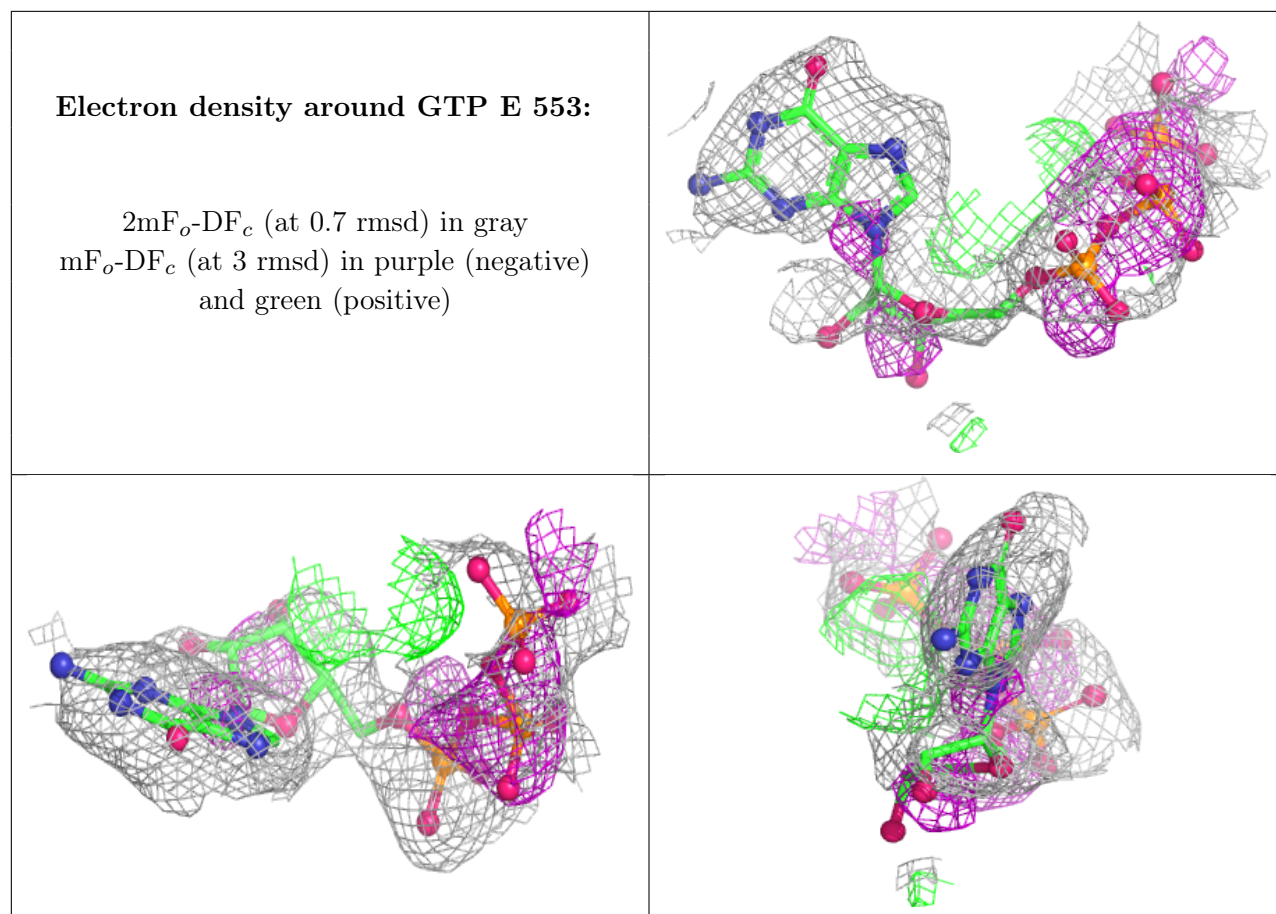 Electron density around GTP E 553:
2mFo-DFc (at 0.7 rmsd) in gray
mFo-DFc (at 3 rmsd) in purple (negative)
and green (positive)